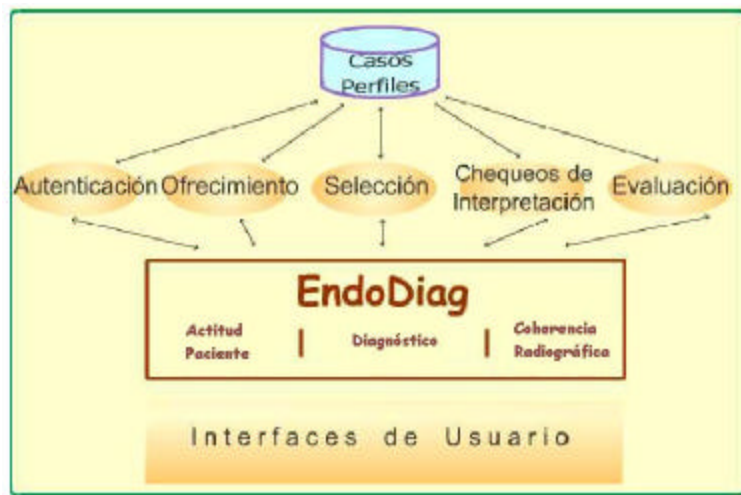 Casos
Perfiles
Autenticación
Ofrecimiento
Selección
Chequeos de
Interpretación
Evaluación
EndoDiag
Actitud
Paciente
Diagnóstico
Coherencia
Radiográfica
Interfaces de Usuario